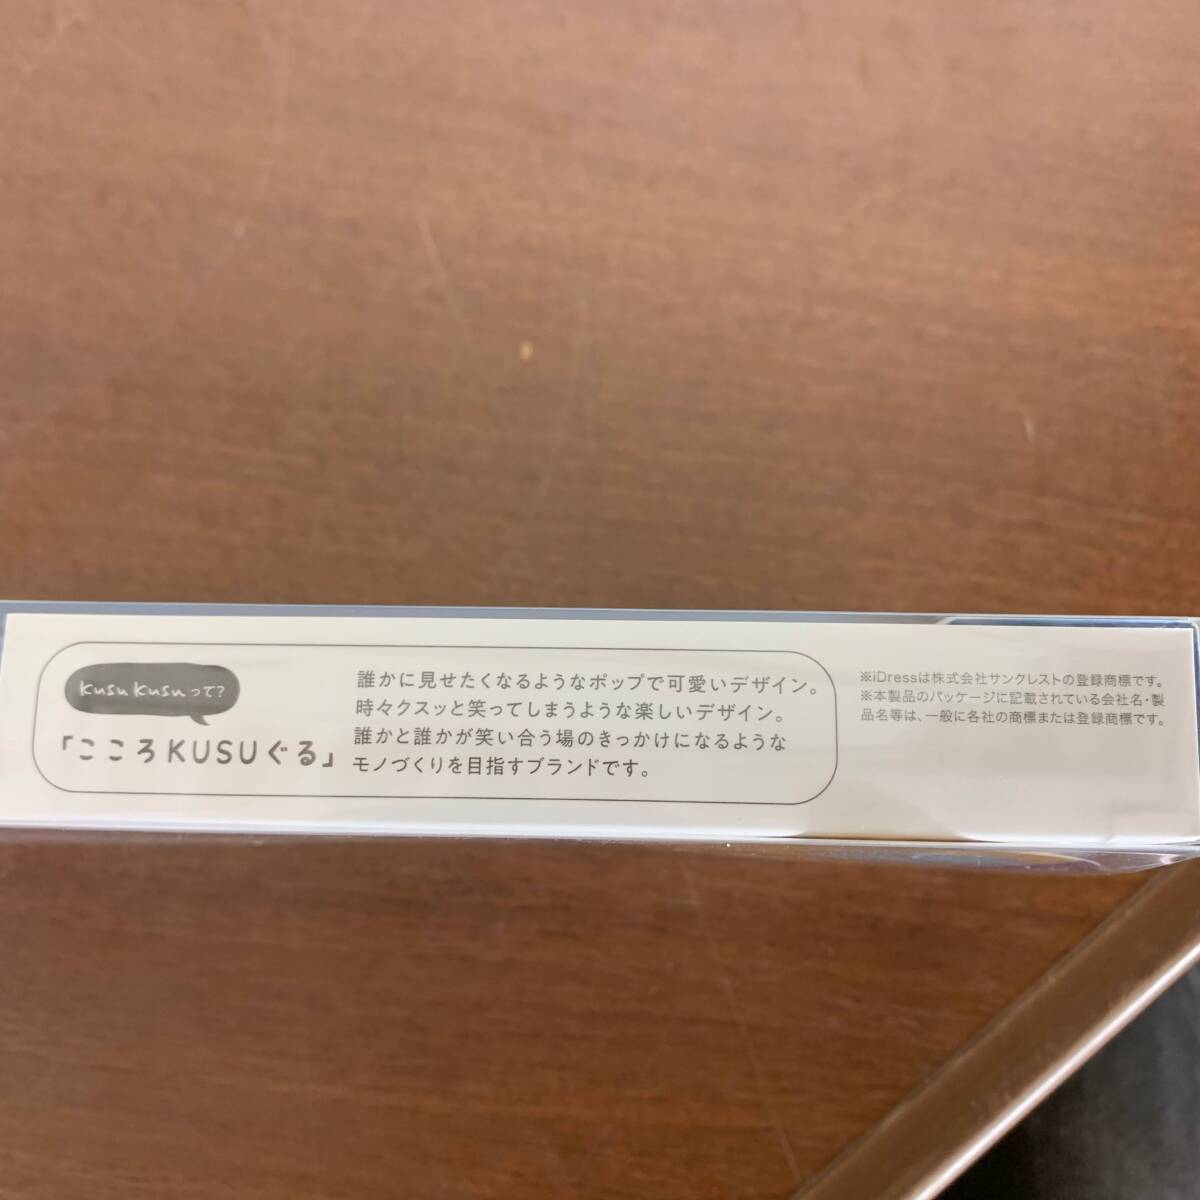 kusu kusuって?
「こころKUSUぐる」
誰かに見せたくなるようなポップで可愛いデザイン。
時々クスッと笑ってしまうような楽しいデザイン。
誰かと誰かが笑い合う場のきっかけになるような
モノづくりを目指すブランドです。
※iDressは株式会社サンクレストの登録商標です。
※本製品のパッケージに記載されている会社名・製
品名等は、一般に各社の商標または登録商標です。